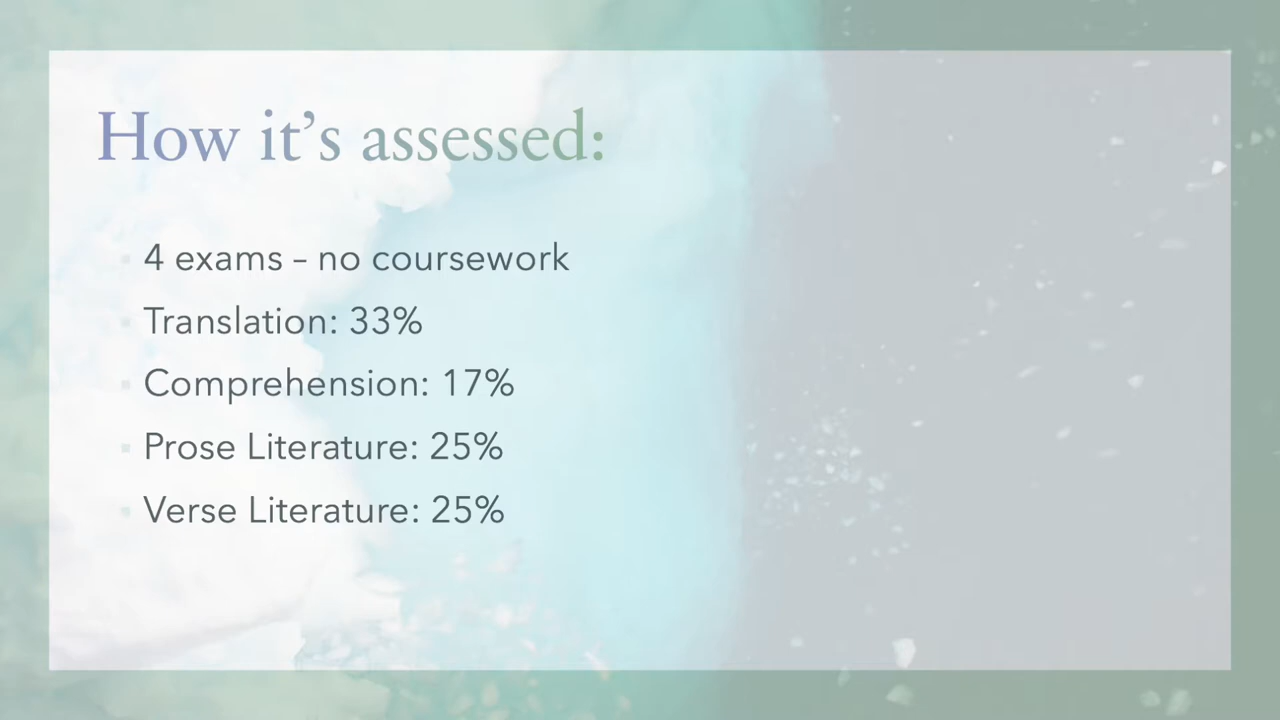 How it’s assessed:
4 exams – no coursework
Translation: 33%
Comprehension: 17%
Prose Literature: 25%
Verse Literature: 25%